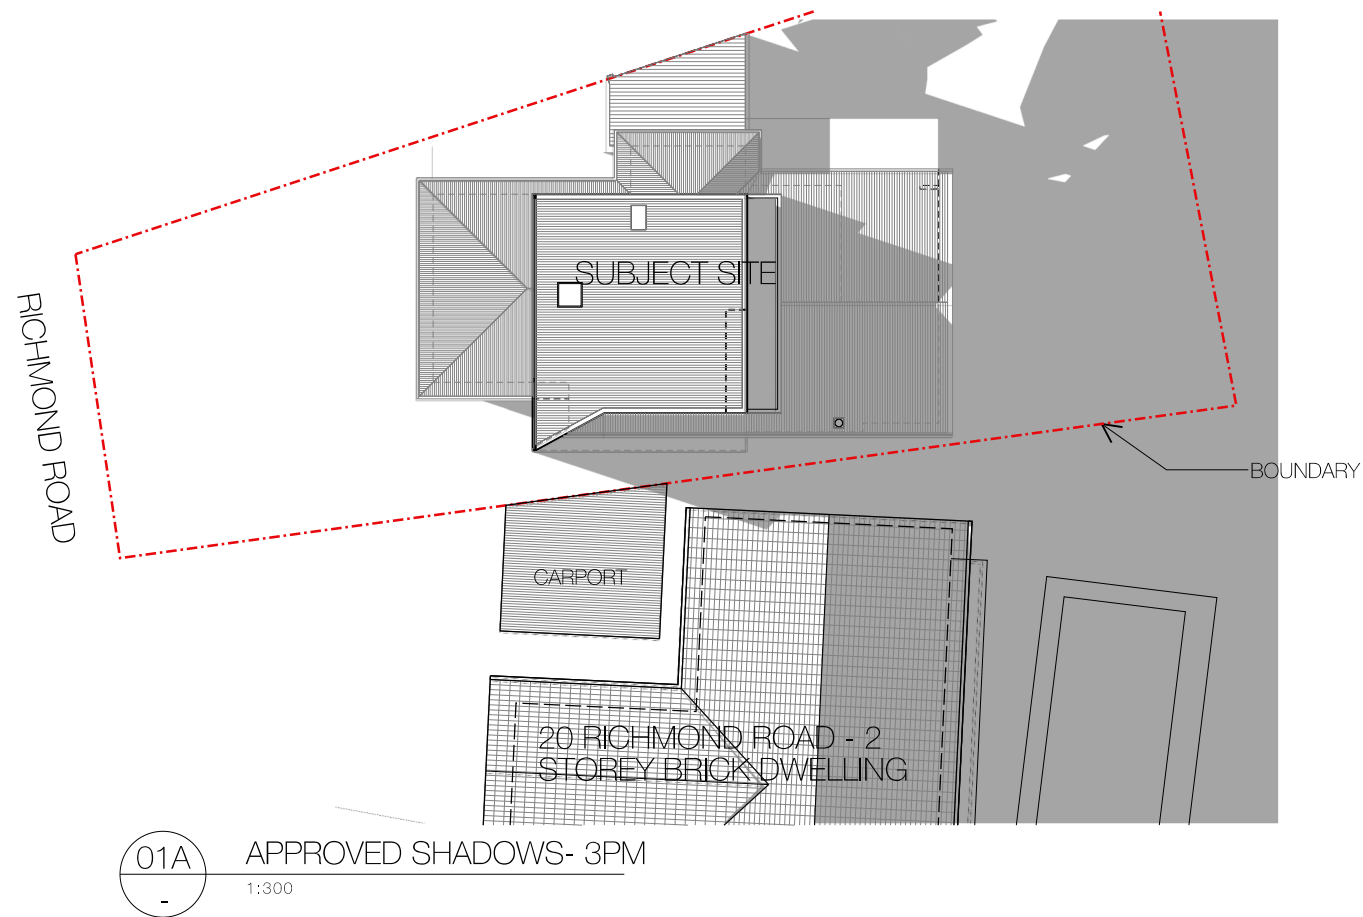 SUBJECT SITE
RICHMOND ROAD
BOUNDARY
CARPORT
20 RICHMOND ROAD - 2
STOREY BRICK DWELLING
01A
-
APPROVED SHADOWS- 3PM
1:300